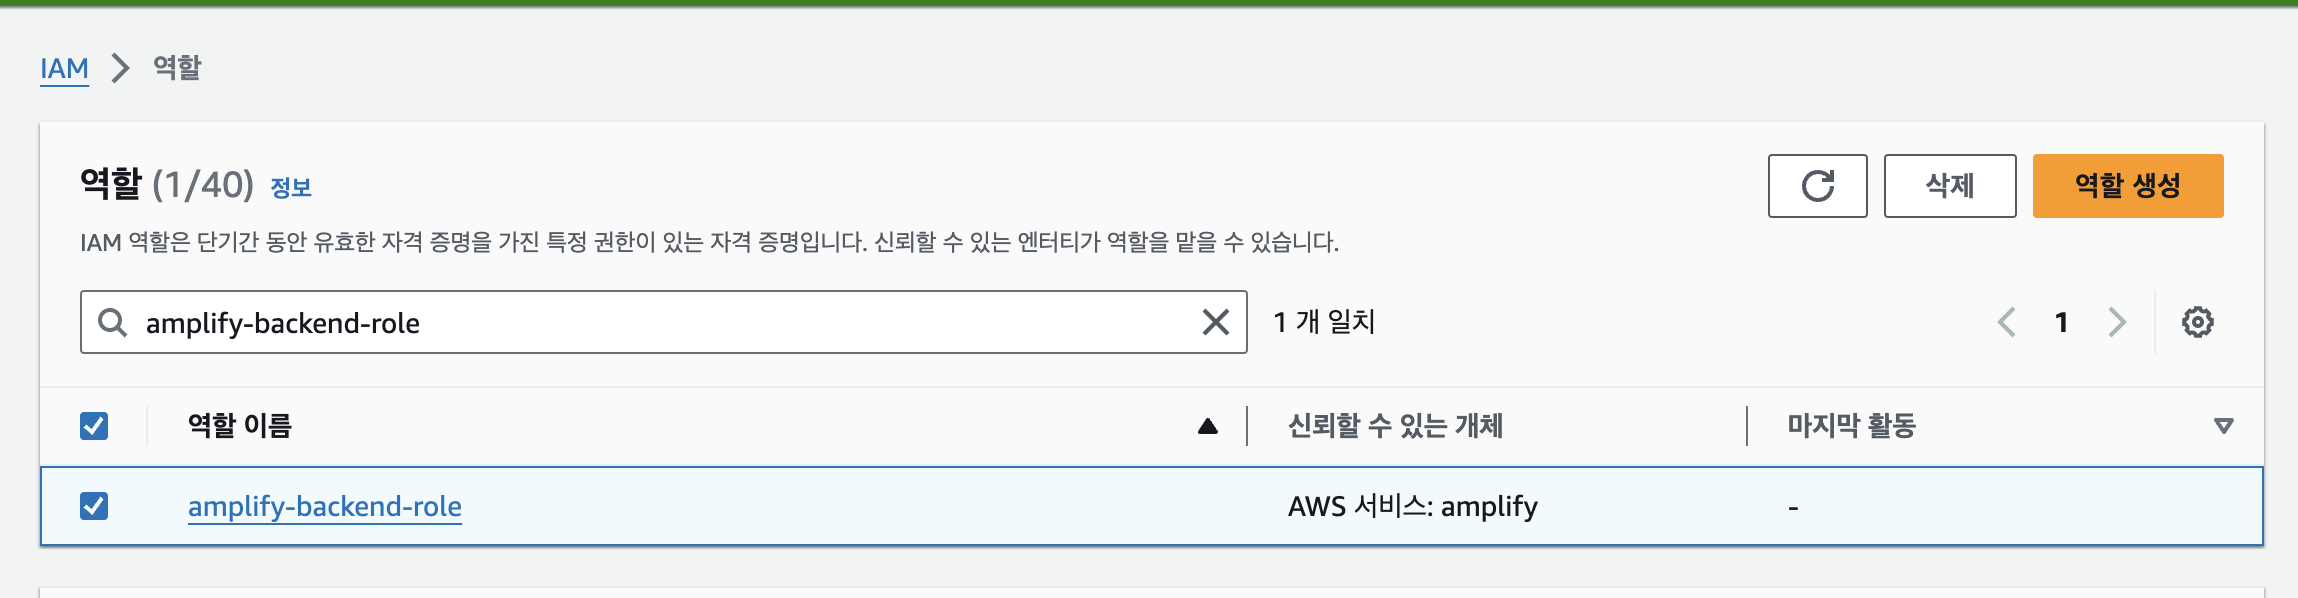 IAM > 역할
역할 (1/40) 정보
삭제
역할 생성
IAM 역할은 단기간 동안 유효한 자격 증명을 가진 특정 권한이 있는 자격 증명입니다. 신뢰할 수 있는 엔터티가 역할을 맡을 수 있습니다.
amplify-backend-role
1 개 일치
1
역할 이름
신뢰할 수 있는 개체
마지막 활동
amplify-backend-role
AWS 서비스: amplify
-